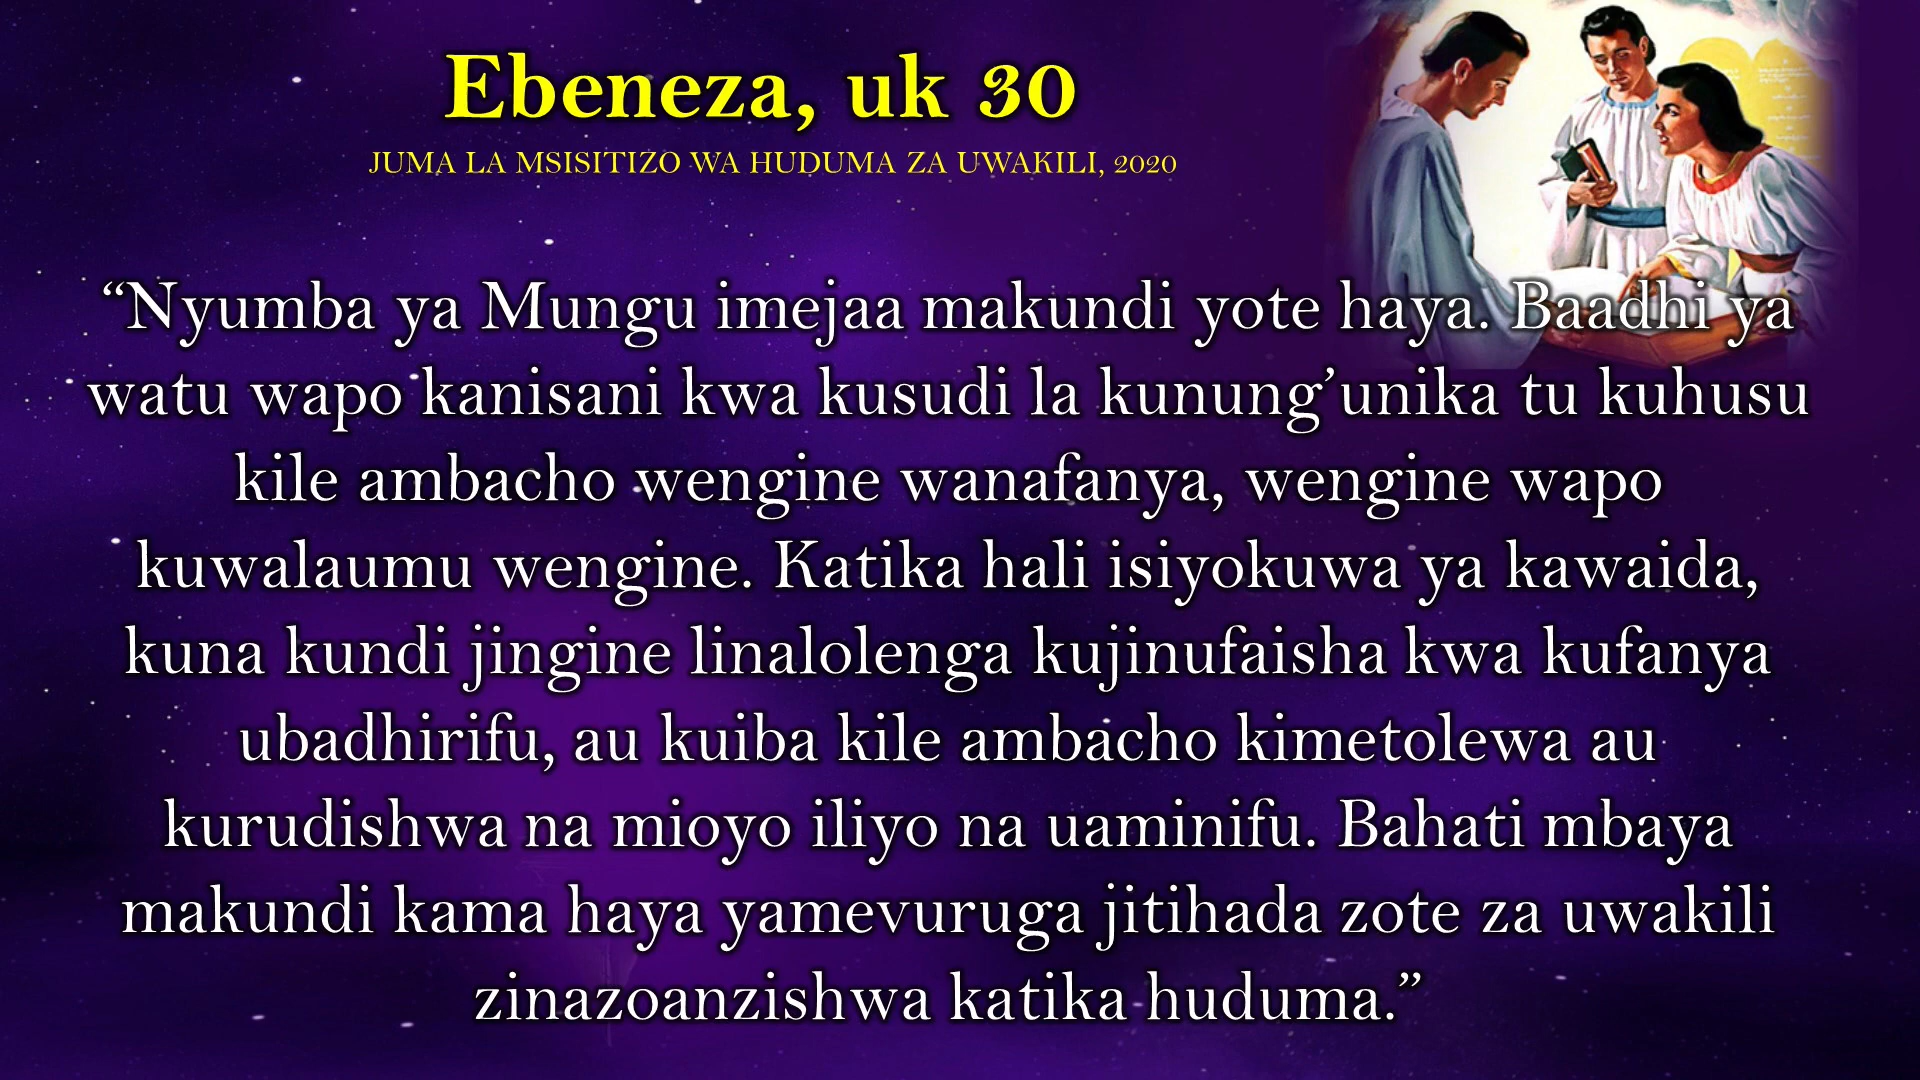 Ebeneza, uk 30
JUMA LA MSISITIZO WA HUDUMA ZA UWAKILI, 2020
“Nyumba ya Mungu imejaa makundi yote haya. Baadhi ya
watu wapo kanisani kwa kusudi la kunung’unika tu kuhusu
kile ambacho wengine wanafanya, wengine wapo
kuwalaumu wengine. Katika hali isiyokuwa ya kawaida,
kuna kundi jingine linalolenga kujinufaisha kwa kufanya
ubadhirifu, au kuiba kile ambacho kimetolewa au
kurudishwa na mioyo iliyo na uaminifu. Bahati mbaya
makundi kama haya yamevuruga jitihada zote za uwakili
zinazoanzishwa katika huduma.”